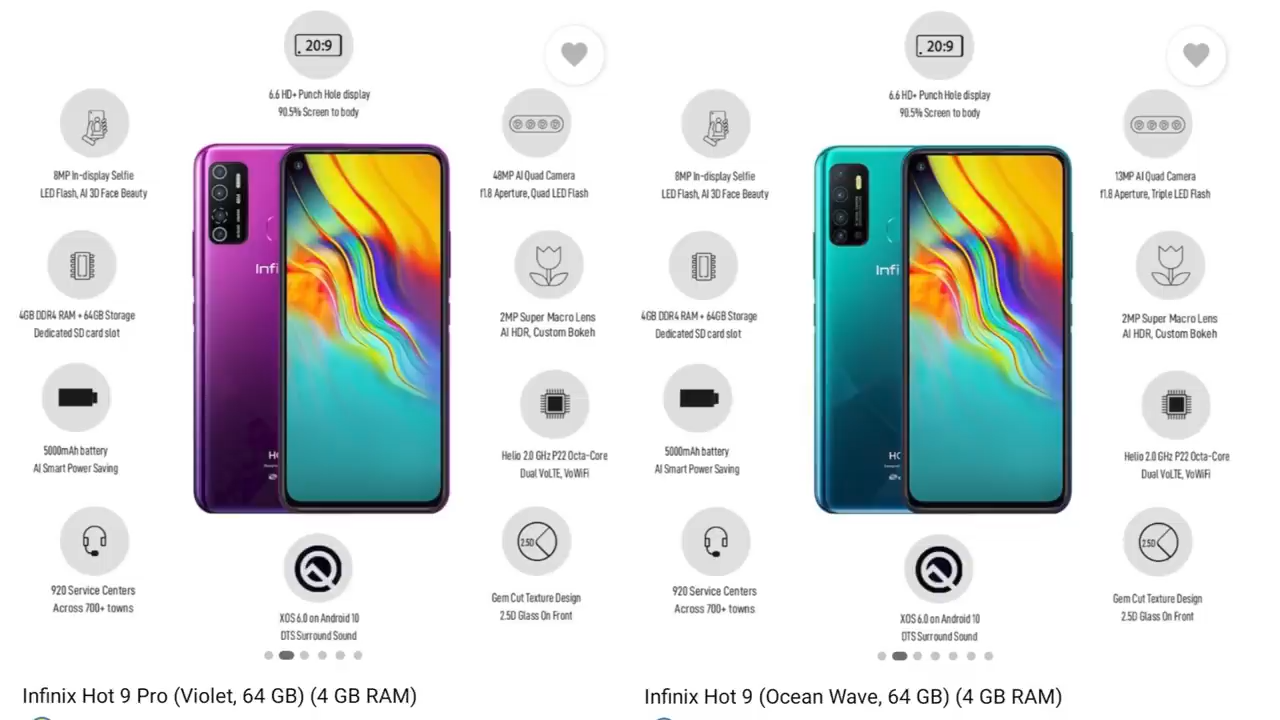 20:9
6.6 HD+ Punch Hole display
90.5% Screen to body
8MP In-display Selfie
LED Flash, AI 3D Face Beauty
48MP AI Quad Camera
f1.8 Aperture, Quad LED Flash
4GB DDR4 RAM + 64GB Storage
Dedicated SD card slot
Infi
2MP Super Macro Lens
AI HDR, Custom Bokeh
5000mAh battery
AI Smart Power Saving
Helio 2.0 GHz P22 Octa-Core
Dual VoLTE, VoWiFi
HO
920 Service Centers
Across 700+ towns
2.5D
Gem Cut Texture Design
2.5D Glass On Front
XOS 6.0 on Android 10
DTS Surround Sound
Infinix Hot 9 Pro (Violet, 64 GB) (4 GB RAM)
20:9
6.6 HD+ Punch Hole display
90.5% Screen to body
8MP In-display Selfie
LED Flash, AI 3D Face Beauty
13MP AI Quad Camera
f1.8 Aperture, Triple LED Flash
4GB DDR4 RAM + 64GB Storage
Dedicated SD card slot
Infi
2MP Super Macro Lens
AI HDR, Custom Bokeh
5000mAh battery
AI Smart Power Saving
Helio 2.0 GHz P22 Octa-Core
Dual VoLTE, VoWiFi
HO
920 Service Centers
Across 700+ towns
2.5D
Gem Cut Texture Design
2.5D Glass On Front
XOS 6.0 on Android 10
DTS Surround Sound
Infinix Hot 9 (Ocean Wave, 64 GB) (4 GB RAM)